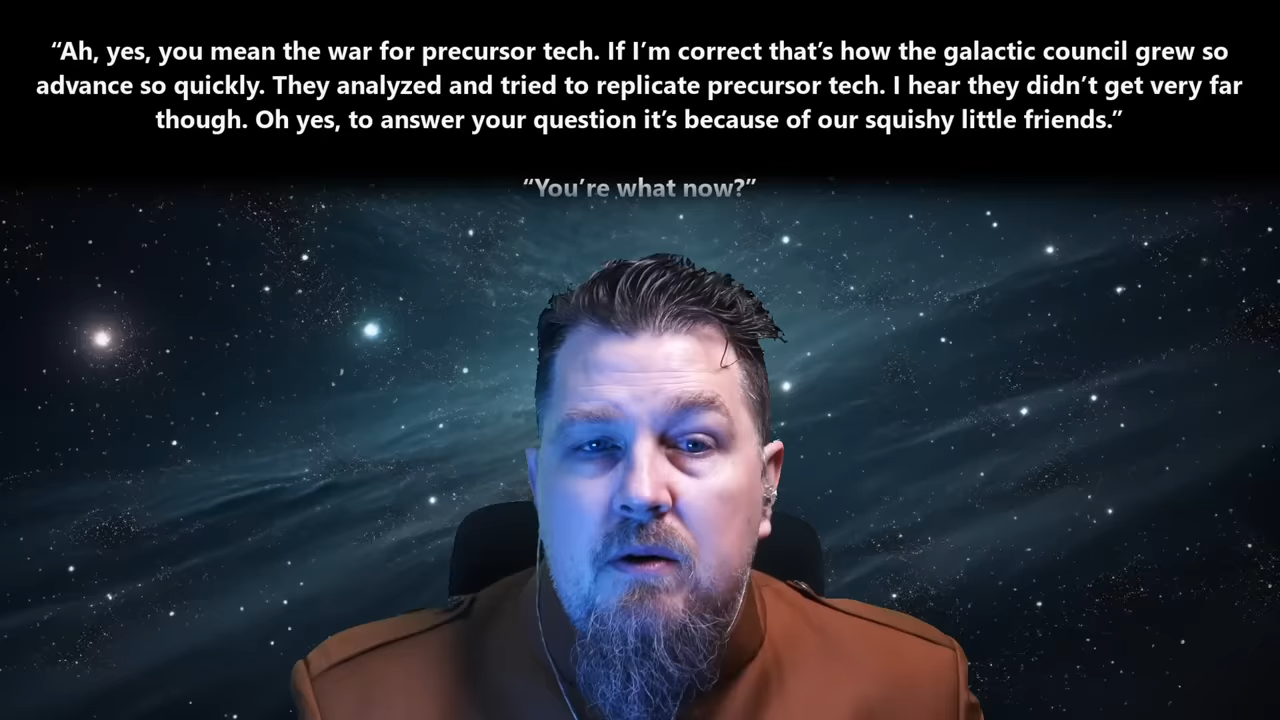 “Ah, yes, you mean the war for precursor tech. If I’m correct that’s how the galactic council grew so
advance so quickly. They analyzed and tried to replicate precursor tech. I hear they didn’t get very far
though. Oh yes, to answer your question it’s because of our squishy little friends.”
“You’re what now?”